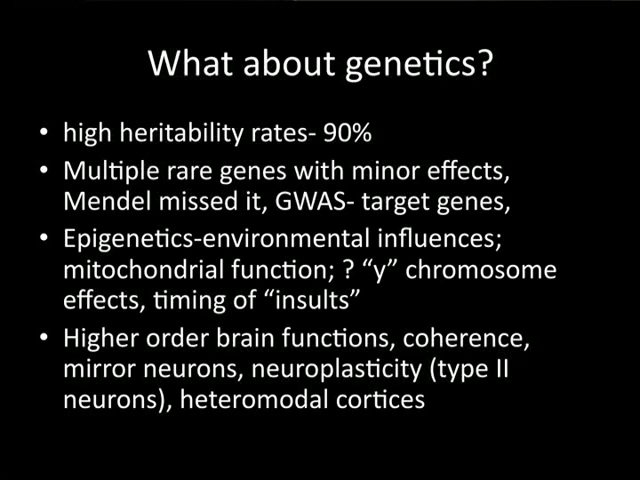 What about genetics?
• high heritability rates- 90%
• Multiple rare genes with minor effects,
Mendel missed it, GWAS- target genes,
• Epigenetics-environmental influences;
mitochondrial function; ? “y” chromosome
effects, timing of “insults”
• Higher order brain functions, coherence,
mirror neurons, neuroplasticity (type II
neurons), heteromodal cortices